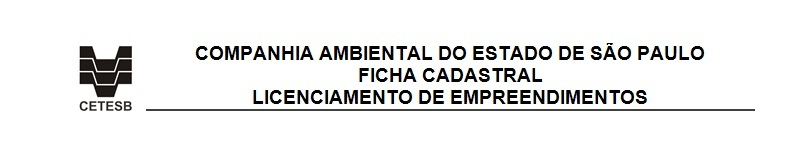 COMPANHIA AMBIENTAL DO ESTADO DE SÃO PAULO
FICHA CADASTRAL
LICENCIAMENTO DE EMPREENDIMENTOS
CETESB